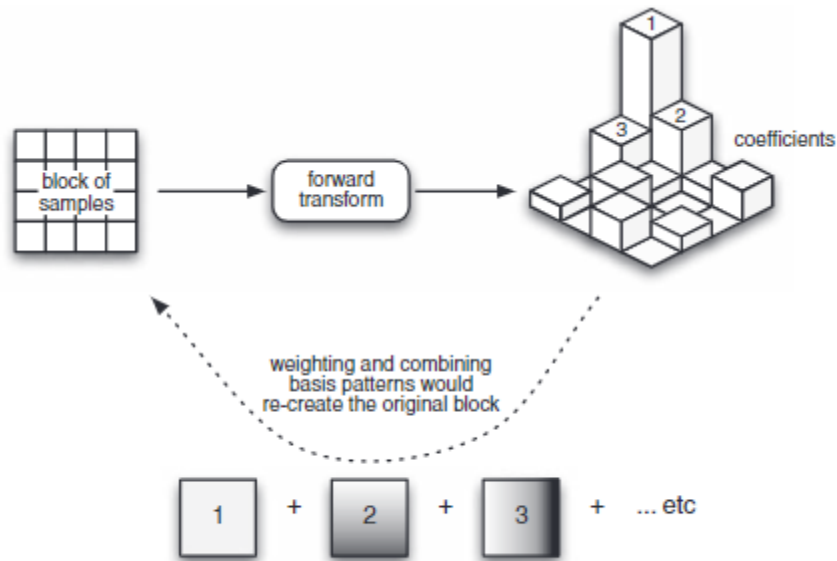 1
3
2
coefficients
block of
samples
forward
transform
weighting and combining
basis patterns would
re-create the original block
1 + 2 + 3 + ... etc